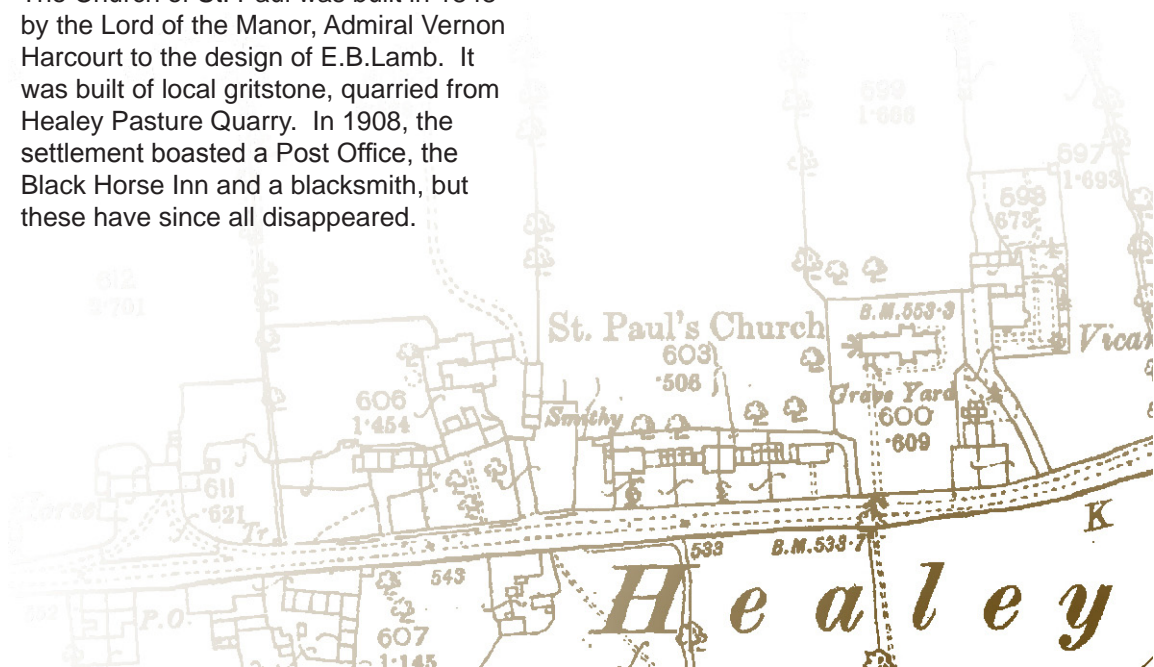 by the Lord of the Manor, Admiral Vernon
Harcourt to the design of E.B.Lamb. It
was built of local gritstone, quarried from
Healey Pasture Quarry. In 1908, the
settlement boasted a Post Office, the
Black Horse Inn and a blacksmith, but
these have since all disappeared.
599
1·666
597
1·693
598
·673
612
2·701
St. Paul's Church
B.M.553·3
603
·506
606
1·454
Smithy
Grave Yard
600
·609
611
·621
Tr
K
543
533
B.M.533·7
Healey
P.O.
607
1·145